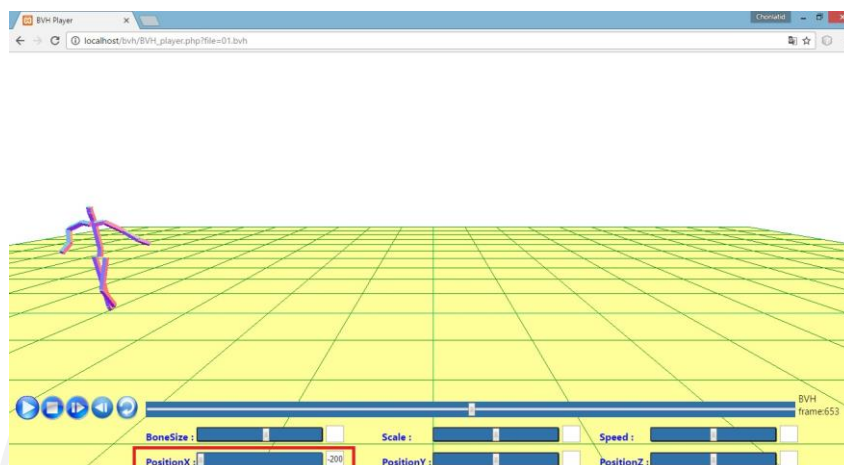 BVH Player
Chomatid
localhost/bvh/BVH_player.php?file=01.bvh
BVH
frame:653
BoneSize :
Scale :
Speed :
PositionX :
-200
PositionY :
PositionZ :